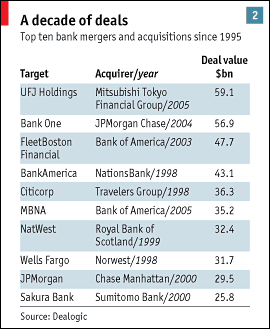 A decade of deals
2
Top ten bank mergers and acquisitions since 1995
Deal value
Target Acquirer/year $bn
UFJ Holdings Mitsubishi Tokyo 59.1
Financial Group/2005
Bank One JPMorgan Chase/2004 56.9
FleetBoston Bank of America/2003 47.7
Financial
BankAmerica NationsBank/1998 43.1
Citicorp Travelers Group/1998 36.3
MBNA Bank of America/2005 35.2
NatWest Royal Bank of 32.4
Scotland/1999
Wells Fargo Norwest/1998 31.7
JPMorgan Chase Manhattan/2000 29.5
Sakura Bank Sumitomo Bank/2000 25.8
Source: Dealogic